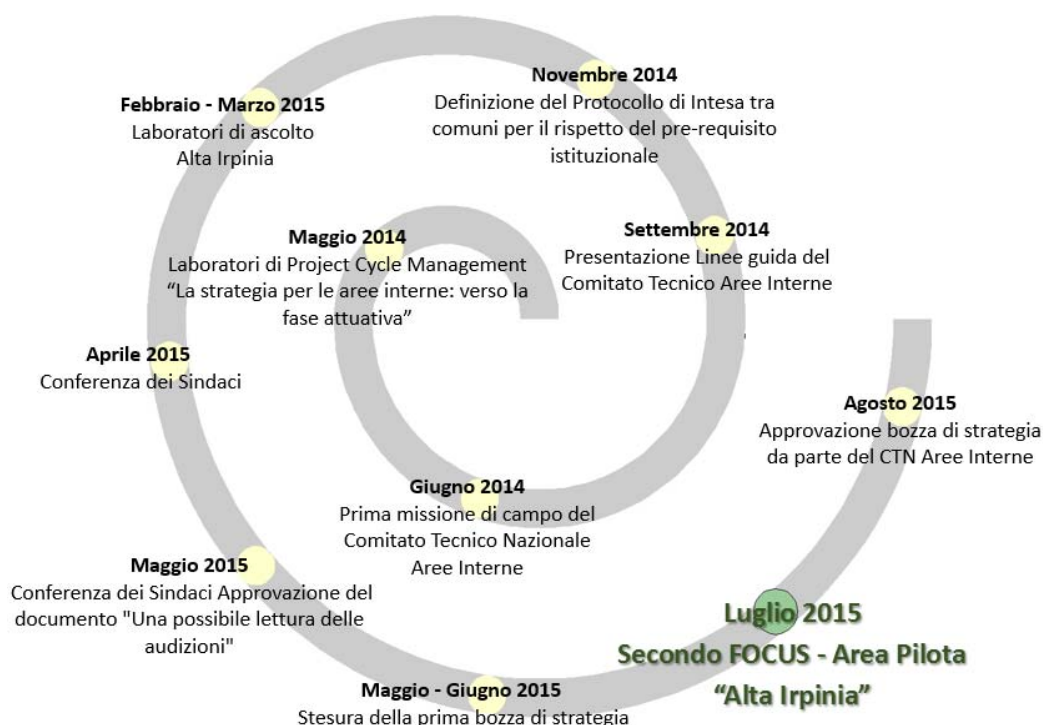 Novembre 2014
Definizione del Protocollo di Intesa tra
comuni per il rispetto del pre-requisito
istituzionale
Febbraio - Marzo 2015
Laboratori di ascolto
Alta Irpinia
Settembre 2014
Presentazione Linee guida del
Comitato Tecnico Aree Interne
Maggio 2014
Laboratori di Project Cycle Management
“La strategia per le aree interne: verso la
fase attuativa”
Aprile 2015
Conferenza dei Sindaci
Agosto 2015
Approvazione bozza di strategia
da parte del CTN Aree Interne
Giugno 2014
Prima missione di campo del
Comitato Tecnico Nazionale
Aree Interne
Maggio 2015
Conferenza dei Sindaci Approvazione del
documento "Una possibile lettura delle
audizioni"
Luglio 2015
Secondo FOCUS - Area Pilota
“Alta Irpinia”
Maggio - Giugno 2015
Stesura della prima bozza di strategia